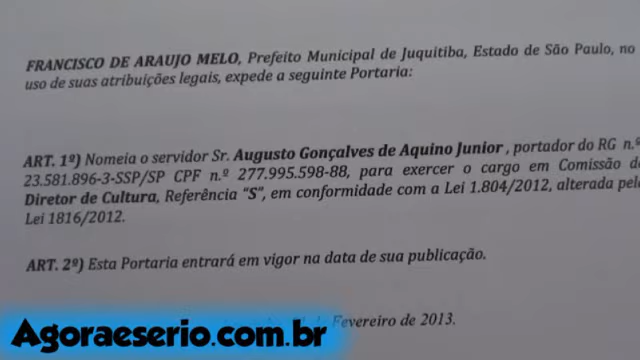 FRANCISCO DE ARAUJO MELO, Prefeito Municipal de Juquitiba, Estado de São Paulo, no
uso de suas atribuições legais, expede a seguinte Portaria:
ART. 1º) Nomeia o servidor Sr. Augusto Gonçalves de Aquino Junior , portador do RG n.º
23.581.896-3-SSP/SP CPF n.º 277.995.598-88, para exercer o cargo em Comissão de
Diretor de Cultura, Referência "S", em conformidade com a Lei 1.804/2012, alterada pela
Lei 1816/2012.
ART. 2º) Esta Portaria entrará em vigor na data de sua publicação.
Fevereiro de 2013.
Agoraeserio.com.br